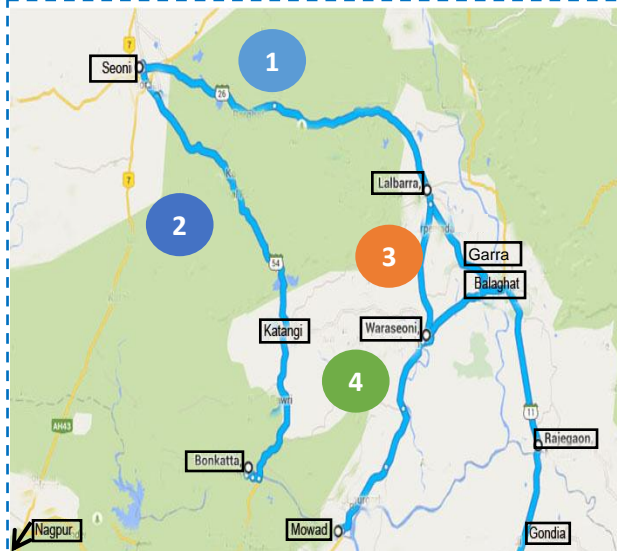 7
1
Seoni
26
Lalbarra,
7
2
3
Garra
54
Balaghat
Katangi
Waraseoni,
4
11
AH43
Rajegaon,
Bonkatta,
Nagpur
Mowad
Gondia